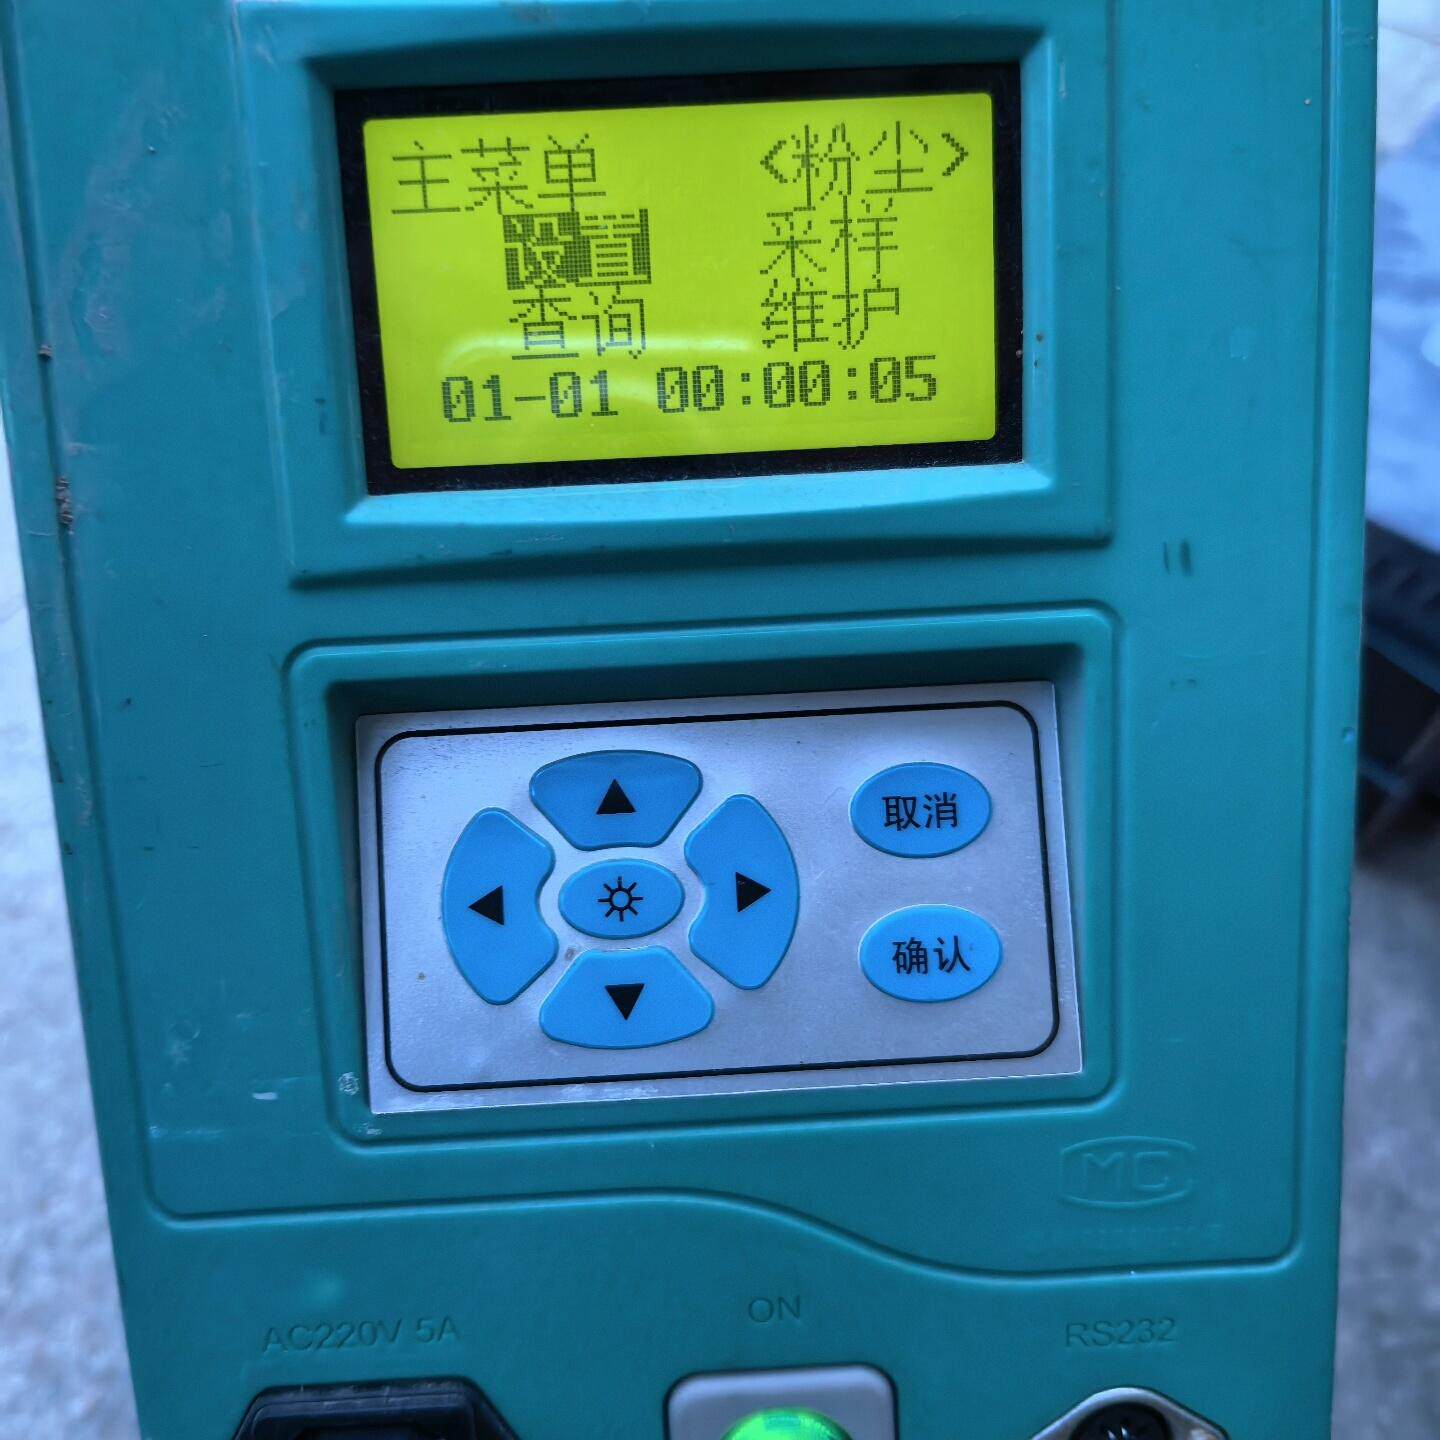 主菜单 <粉尘>
设置 采样
查询 维护
01-01 00:00:05
取消
确认
MC
AC220V 5A
ON
RS232